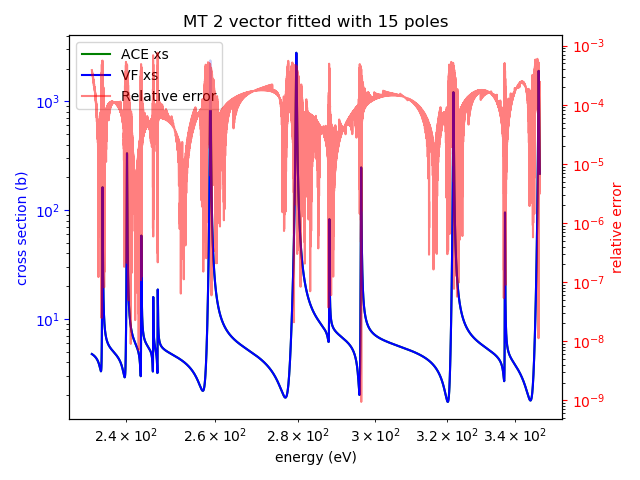 MT 2 vector fitted with 15 poles
ACE xs
VF xs
Relative error
cross section (b)
10³
10²
10¹
10⁻³
10⁻⁴
10⁻⁵
10⁻⁶
10⁻⁷
10⁻⁸
10⁻⁹
relative error
2.4 × 10² 2.6 × 10² 2.8 × 10² 3 × 10² 3.2 × 10² 3.4 × 10²
energy (eV)